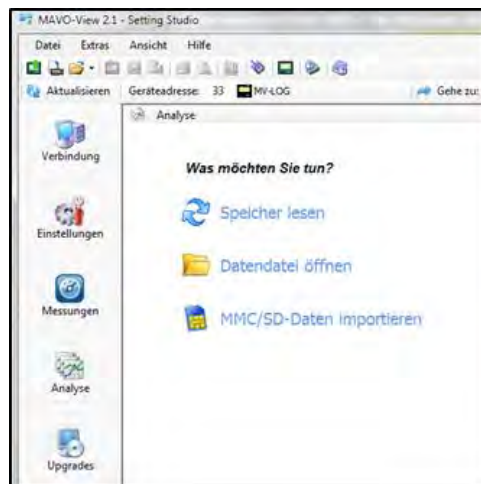 MAVO-View 2.1 - Setting Studio
Datei Extras Ansicht Hilfe
Aktualisieren Geräteadresse: 33 MV-LOG Gehe zu:
Analyse
Verbindung
Was möchten Sie tun?
Speicher lesen
Einstellungen
Datendatei öffnen
Messungen
MMC/SD-Daten importieren
Analyse
Upgrades